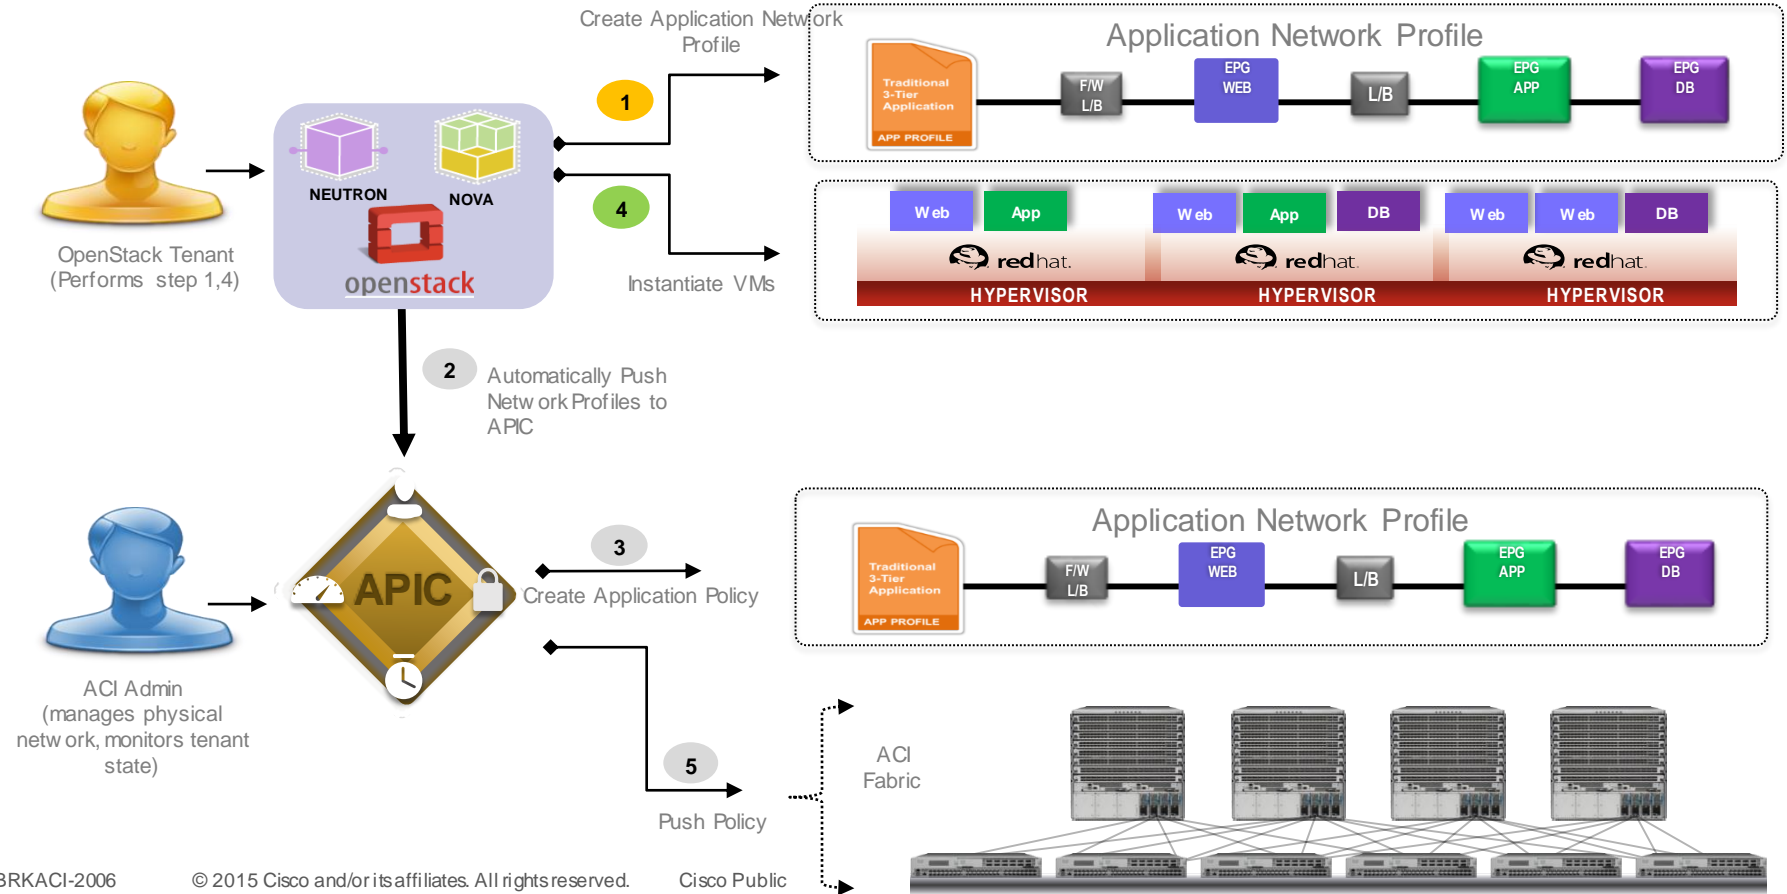 Create Application Network
Profile
Application Network Profile
Traditional
3-Tier
Application
APP PROFILE
F/W
L/B
EPG
WEB
L/B
EPG
APP
EPG
DB
1
NEUTRON
NOVA
openstack
4
Instantiate VMs
OpenStack Tenant
(Performs step 1,4)
Web
App
Web
App
DB
Web
Web
DB
redhat.
redhat.
redhat.
HYPERVISOR
HYPERVISOR
HYPERVISOR
2
Automatically Push
Network Profiles to
APIC
APIC
3
Create Application Policy
Application Network Profile
Traditional
3-Tier
Application
APP PROFILE
F/W
L/B
EPG
WEB
L/B
EPG
APP
EPG
DB
ACI Admin
(manages physical
network, monitors tenant
state)
5
Push Policy
ACI
Fabric
BRKACI-2006
© 2015 Cisco and/or its affiliates. All rights reserved.
Cisco Public